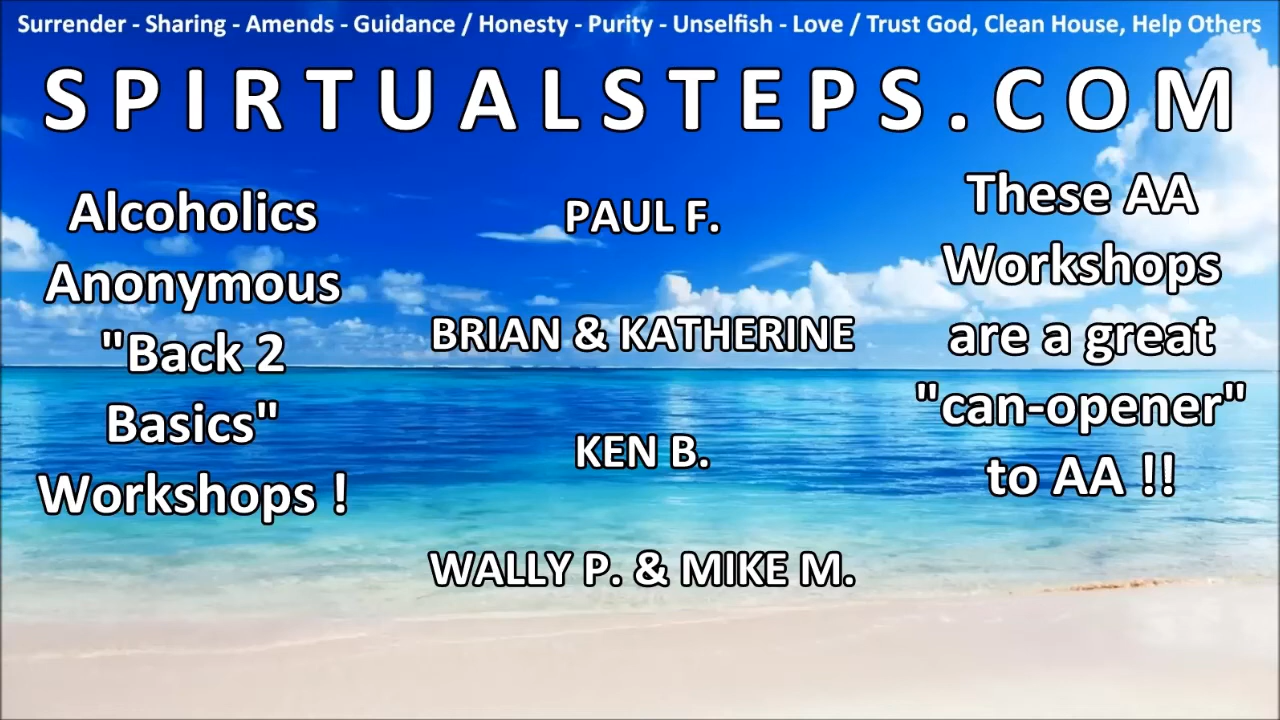 Surrender - Sharing - Amends - Guidance / Honesty - Purity - Unselfish - Love / Trust God, Clean House, Help Others
SPIRTUALSTEPS.COM
Alcoholics
Anonymous
"Back 2
Basics"
Workshops !
PAUL F.
BRIAN & KATHERINE
KEN B.
WALLY P. & MIKE M.
These AA
Workshops
are a great
"can-opener"
to AA !!